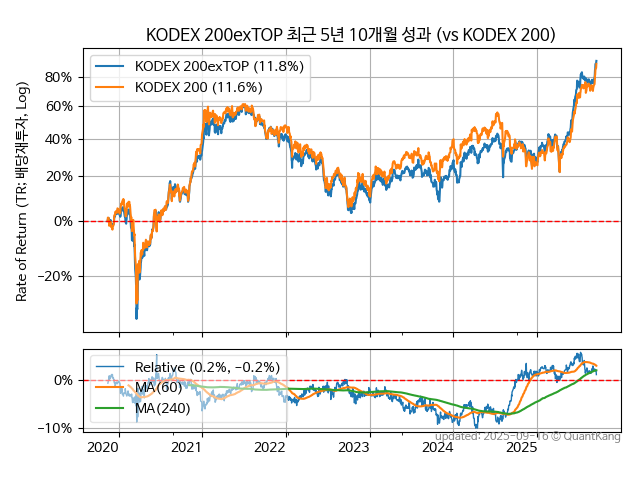 KODEX 200exTOP 최근 5년 10개월 성과 (vs KODEX 200)
KODEX 200exTOP (11.8%)
KODEX 200 (11.6%)
Rate of Return (TR: 배당재투자, Log)
80%
60%
40%
20%
0%
−20%
Relative (0.2%, −0.2%)
MA(60)
MA(240)
0%
−10%
2020
2021
2022
2023
2024
2025
updated: 2025-09-16 © QuantKang